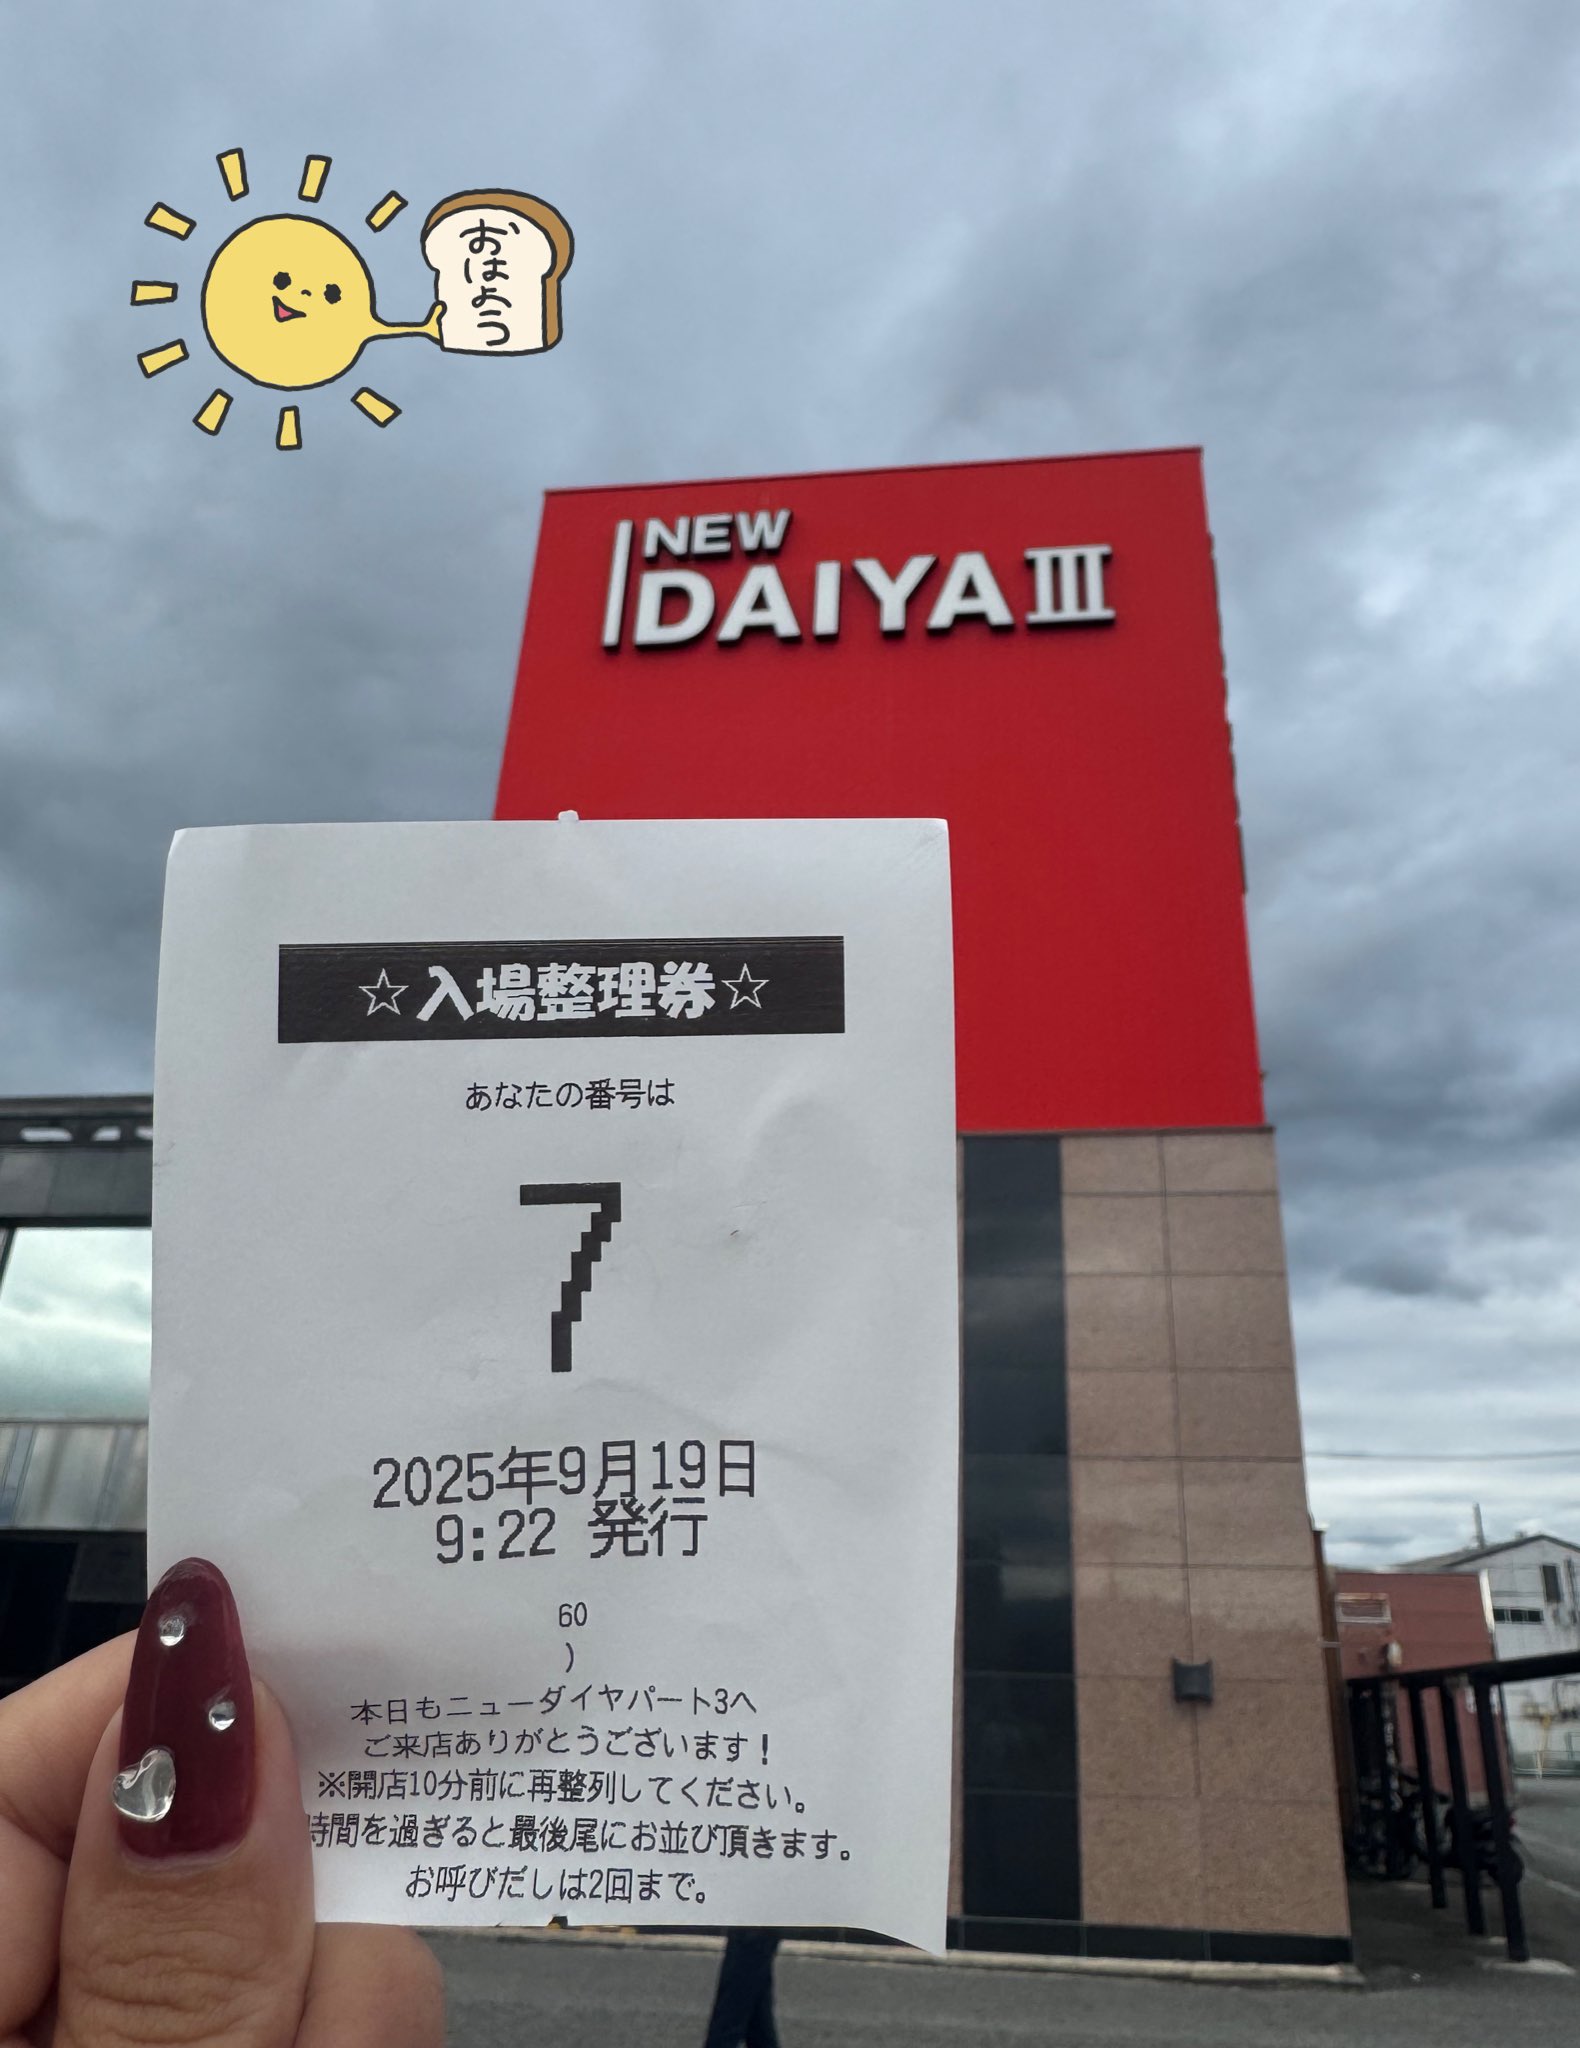 おはよう
NEW
DAIYA III
☆入場整理券☆
あなたの番号は
7
2025年9月19日
9:22 発行
60
)
本日もニューダイヤパート3へ
ご来店ありがとうございます!
※開店10分前に再整列してください。
時間を過ぎると最後尾にお並び頂きます。
お呼びだしは2回まで。